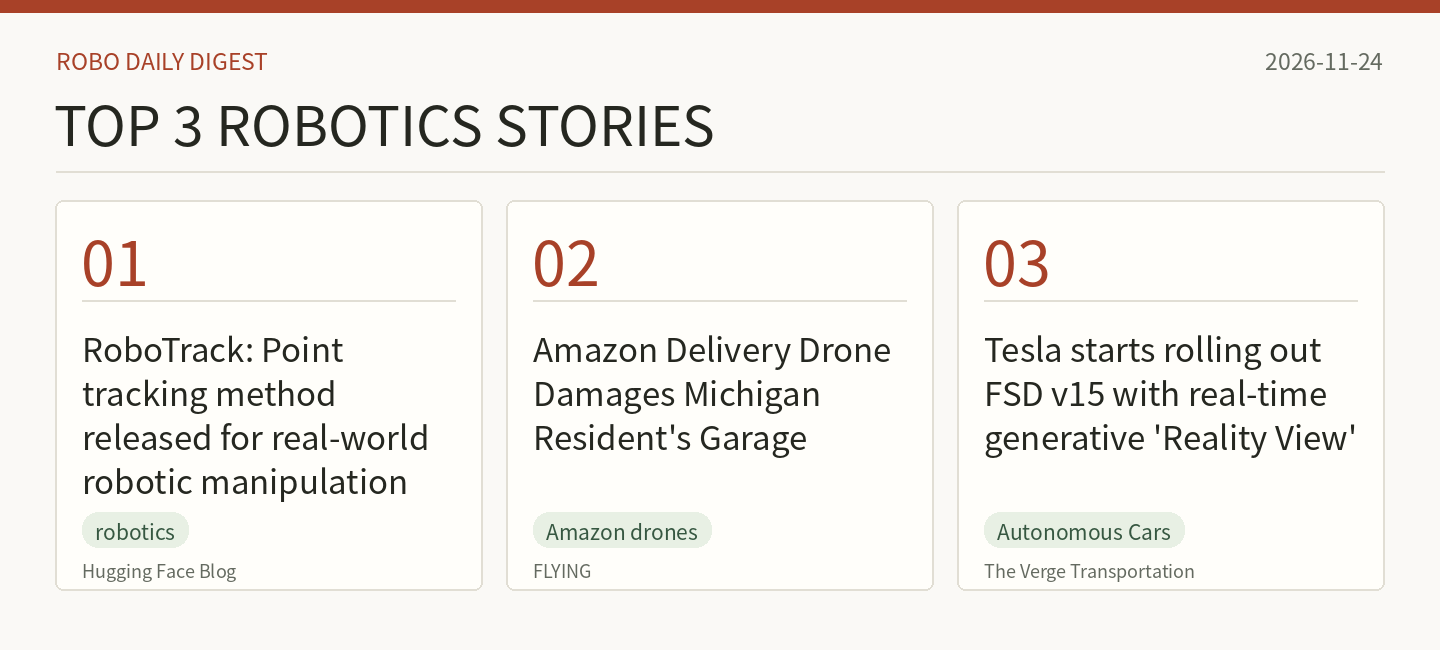 ROBO DAILY DIGEST
2026-11-24
TOP 3 ROBOTICS STORIES
01
RoboTrack: Point
tracking method
released for real-world
robotic manipulation
robotics
Hugging Face Blog
02
Amazon Delivery Drone
Damages Michigan
Resident's Garage
Amazon drones
FLYING
03
Tesla starts rolling out
FSD v15 with real-time
generative 'Reality View'
Autonomous Cars
The Verge Transportation